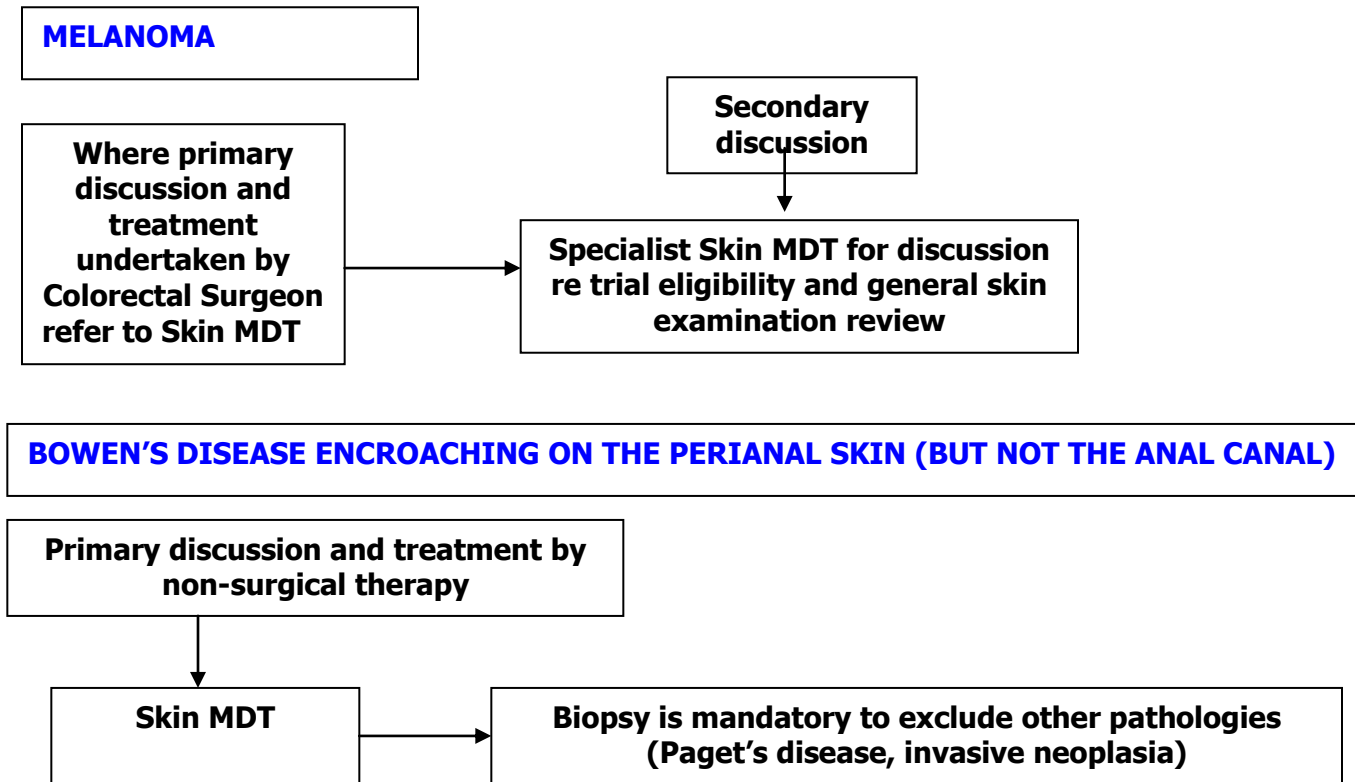 MELANOMA
Where primary
discussion and
treatment
undertaken by
Colorectal Surgeon
refer to Skin MDT
Secondary
discussion
Specialist Skin MDT for discussion
re trial eligibility and general skin
examination review
BOWEN’S DISEASE ENCROACHING ON THE PERIANAL SKIN (BUT NOT THE ANAL CANAL)
Primary discussion and treatment by
non-surgical therapy
Skin MDT
Biopsy is mandatory to exclude other pathologies
(Paget’s disease, invasive neoplasia)